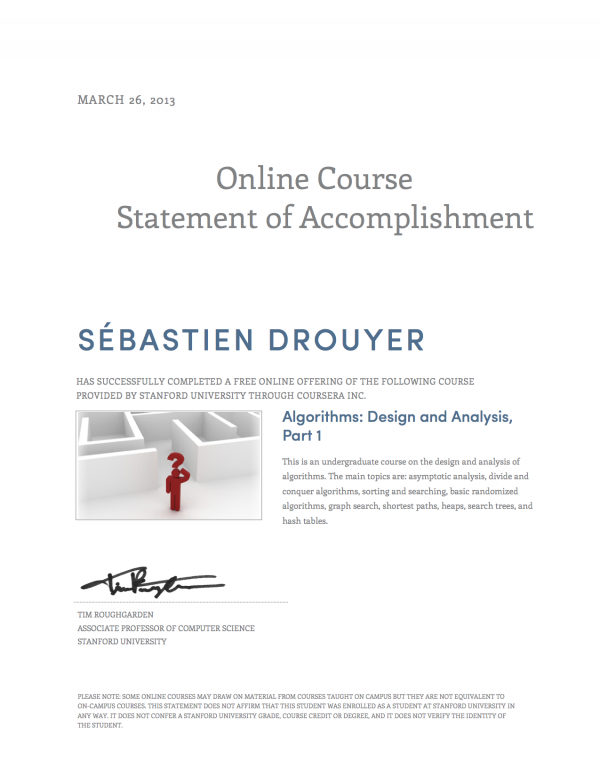 MARCH 26, 2013
Online Course
Statement of Accomplishment
SÉBASTIEN DROUYER
HAS SUCCESSFULLY COMPLETED A FREE ONLINE OFFERING OF THE FOLLOWING COURSE
PROVIDED BY STANFORD UNIVERSITY THROUGH COURSERA INC.
Algorithms: Design and Analysis,
Part 1
This is an undergraduate course on the design and analysis of
algorithms. The main topics are: asymptotic analysis, divide and
conquer algorithms, sorting and searching, basic randomized
algorithms, graph search, shortest paths, heaps, search trees, and
hash tables.
TIM ROUGHGARDEN
ASSOCIATE PROFESSOR OF COMPUTER SCIENCE
STANFORD UNIVERSITY
PLEASE NOTE: SOME ONLINE COURSES MAY DRAW ON MATERIAL FROM COURSES TAUGHT ON CAMPUS BUT THEY ARE NOT EQUIVALENT TO
ON-CAMPUS COURSES. THIS STATEMENT DOES NOT AFFIRM THAT THIS STUDENT WAS ENROLLED AS A STUDENT AT STANFORD UNIVERSITY IN
ANY WAY. IT DOES NOT CONFER A STANFORD UNIVERSITY GRADE, COURSE CREDIT OR DEGREE, AND IT DOES NOT VERIFY THE IDENTITY OF
THE STUDENT.